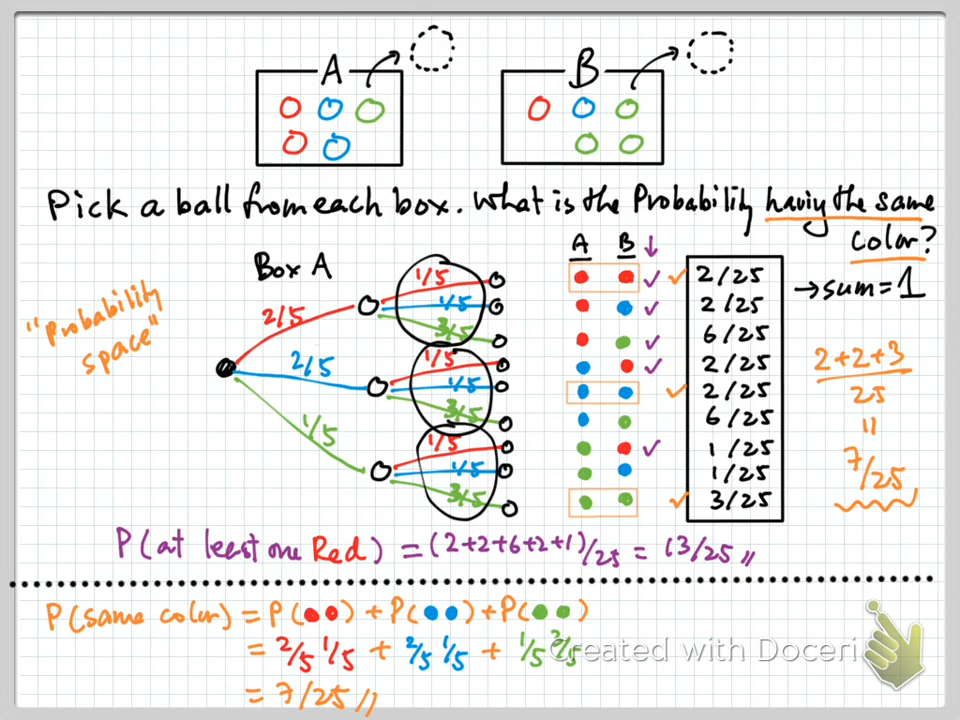 A
B
Pick a ball from each box. What is the Probability having the same
color?
Box A
A B
"Probability
space"
2/5
2/5
1/5
1/5
1/5
3/5
1/5
1/5
3/5
1/5
1/5
3/5
2/25
2/25
6/25
2/25
2/25
6/25
1/25
1/25
3/25
→sum=1
2+2+3
25
=
7/25
P(at least one Red) = (2+2+6+2+1)/25 = 13/25 //
P(same color) = P( ) + P( ) + P( )
= 2/5 1/5 + 2/5 1/5 + 1/5 3/5
= 7/25 //
Created with Doceri